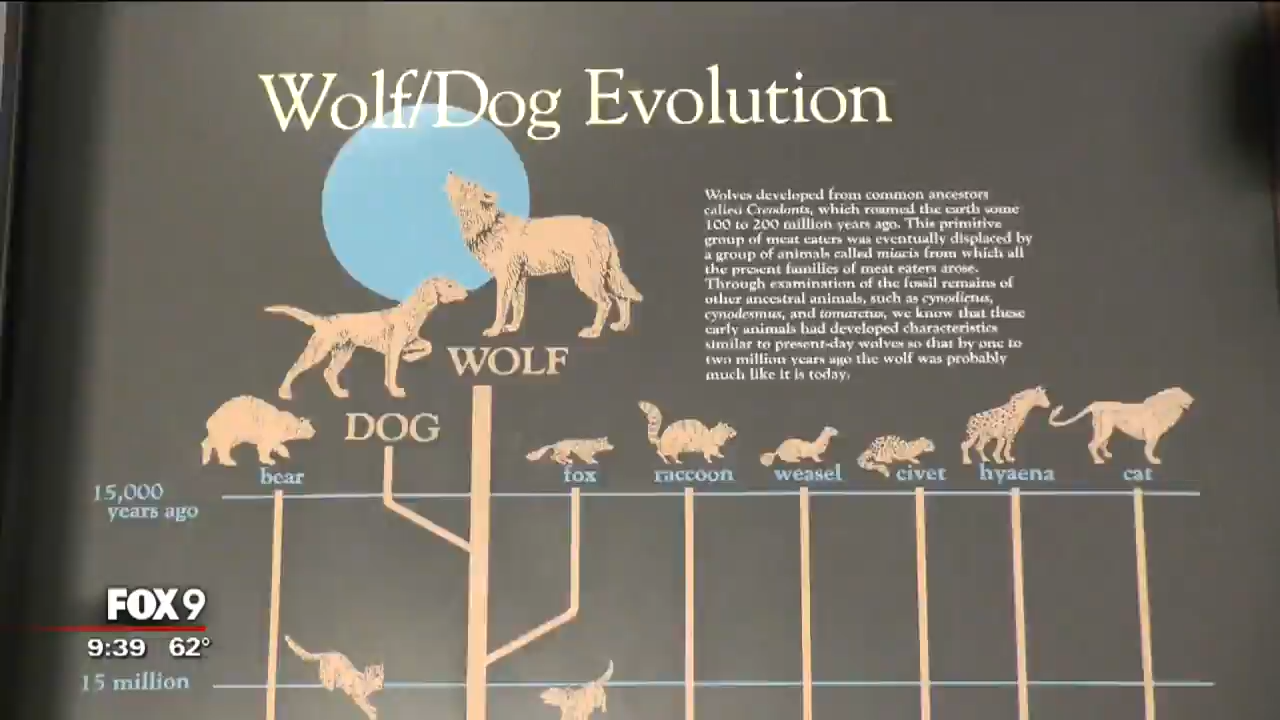 Wolf/Dog Evolution
Wolves developed from common ancestors
called Creodonts, which roamed the earth some
100 to 200 million years ago. This primitive
group of meat eaters was eventually displaced by
a group of animals called miacis from which all
the present families of meat eaters arose.
Through examination of the fossil remains of
other ancestral animals, such as cynodictus,
cynodesmus, and tomarctus, we know that these
early animals had developed characteristics
similar to present-day wolves so that by one to
two million years ago the wolf was probably
much like it is today.
WOLF
DOG
bear
fox
raccoon
weasel
civet
hyaena
cat
15,000
years ago
FOX 9
9:39 62°
15 million